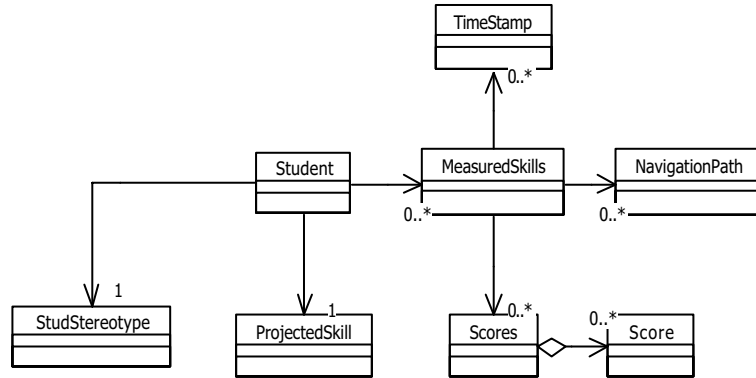 TimeStamp
0..*
Student
MeasuredSkills
NavigationPath
0..*
0..*
1
StudStereotype
1
ProjectedSkill
0..*
Scores
0..*
Score